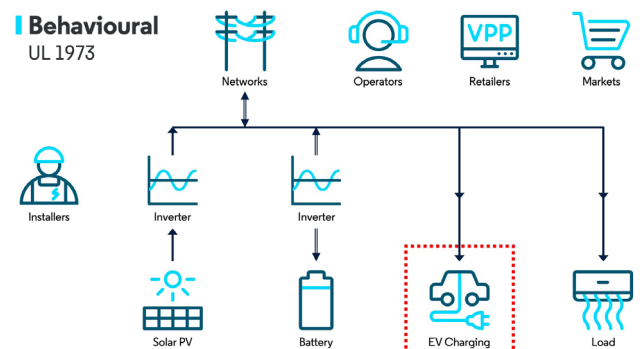 Behavioural
UL 1973
VPP
Networks
Operators
Retailers
Markets
Installers
Inverter
Inverter
Solar PV
Battery
EV Charging
Load